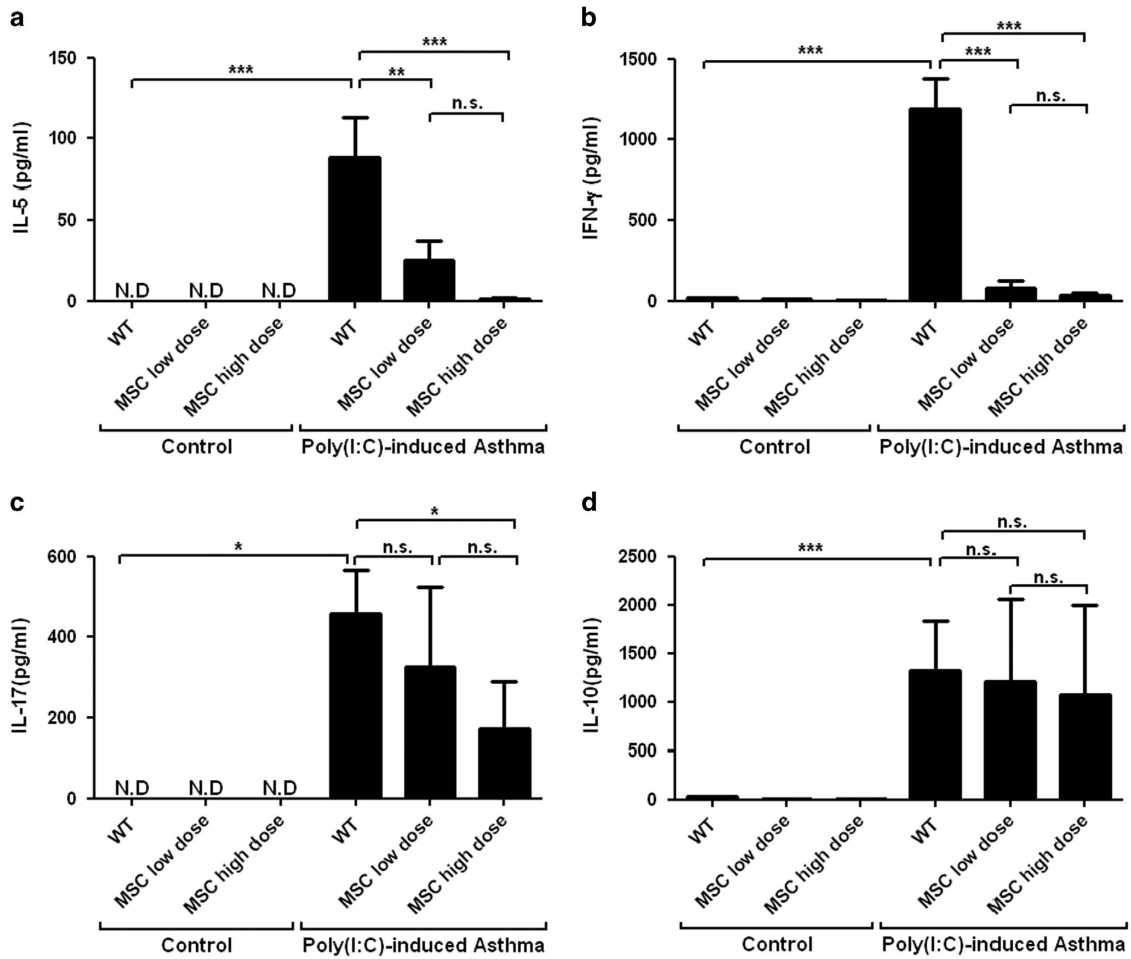 a
***
***
**
n.s.
IL-5 (pg/ml)
150
100
50
0
N.D N.D N.D
WT
MSC low dose
MSC high dose
WT
MSC low dose
MSC high dose
Control
Poly(I:C)-induced Asthma
b
***
***
***
n.s.
IFN-γ (pg/ml)
1500
1000
500
0
WT
MSC low dose
MSC high dose
WT
MSC low dose
MSC high dose
Control
Poly(I:C)-induced Asthma
c
*
*
n.s.
n.s.
IL-17(pg/ml)
600
400
200
0
N.D N.D N.D
WT
MSC low dose
MSC high dose
WT
MSC low dose
MSC high dose
Control
Poly(I:C)-induced Asthma
d
n.s.
***
n.s.
n.s.
IL-10(pg/ml)
2500
2000
1500
1000
500
0
WT
MSC low dose
MSC high dose
WT
MSC low dose
MSC high dose
Control
Poly(I:C)-induced Asthma